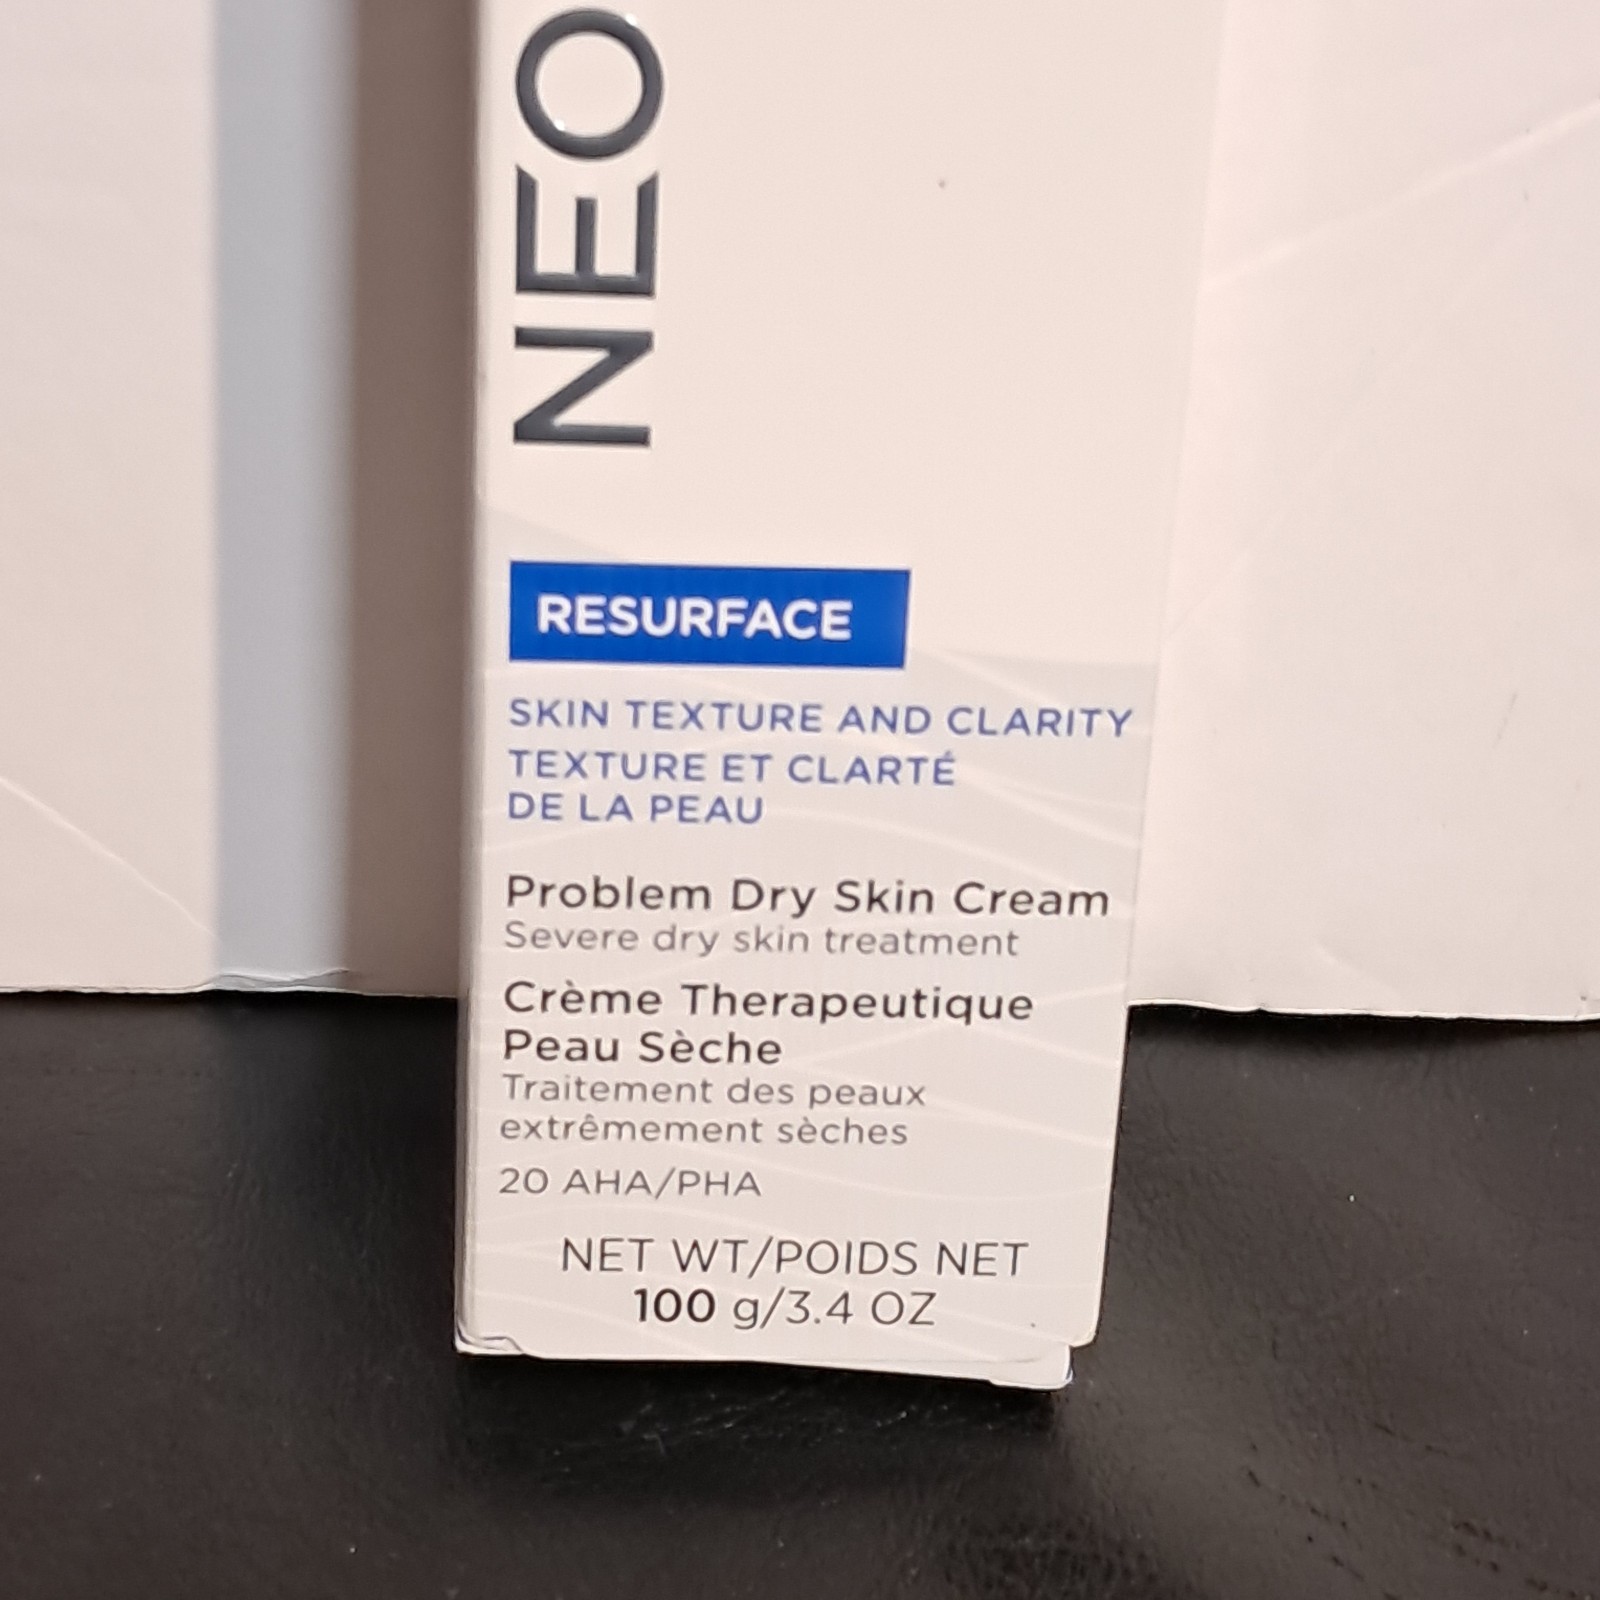 NEO
RESURFACE
SKIN TEXTURE AND CLARITY
TEXTURE ET CLARTÉ
DE LA PEAU
Problem Dry Skin Cream
Severe dry skin treatment
Crème Therapeutique
Peau Sèche
Traitement des peaux
extrêmement sèches
20 AHA/PHA
NET WT/POIDS NET
100 g/3.4 OZ